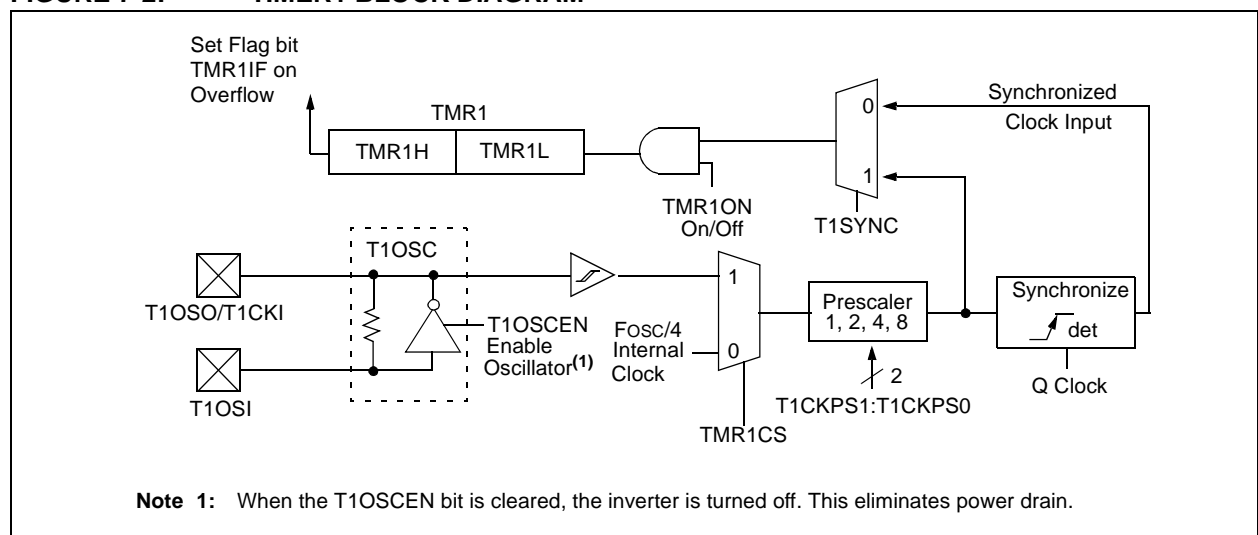 Set Flag bit
TMR1IF on
Overflow
TMR1
TMR1H
TMR1L
0
1
Synchronized
Clock Input
TMR1ON
On/Off
T1SYNC
T1OSC
T1OSO/T1CKI
T1OSI
T1OSCEN
Enable
Oscillator(1)
FOSC/4
Internal
Clock
1
0
TMR1CS
Prescaler
1, 2, 4, 8
2
T1CKPS1:T1CKPS0
Synchronize
det
Q Clock
Note 1: When the T1OSCEN bit is cleared, the inverter is turned off. This eliminates power drain.